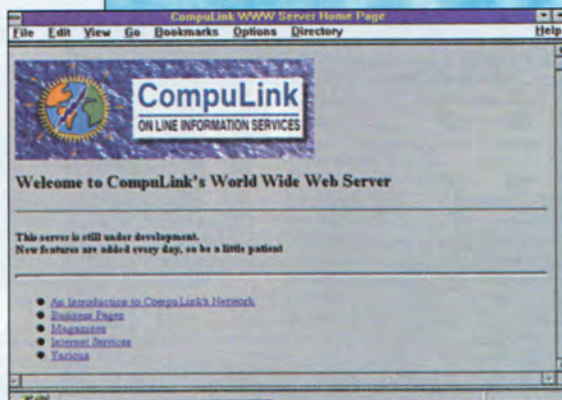 CompuLink WWW Server Home Page
File Edit View Go Bookmarks Options Directory Help
CompuLink
ON LINE INFORMATION SERVICES
Welcome to CompuLink's World Wide Web Server
This server is still under development.
New features are added every day, so be a little patient
An Introduction to CompuLink's Network
Business Pages
Magazines
Internet Services
Various